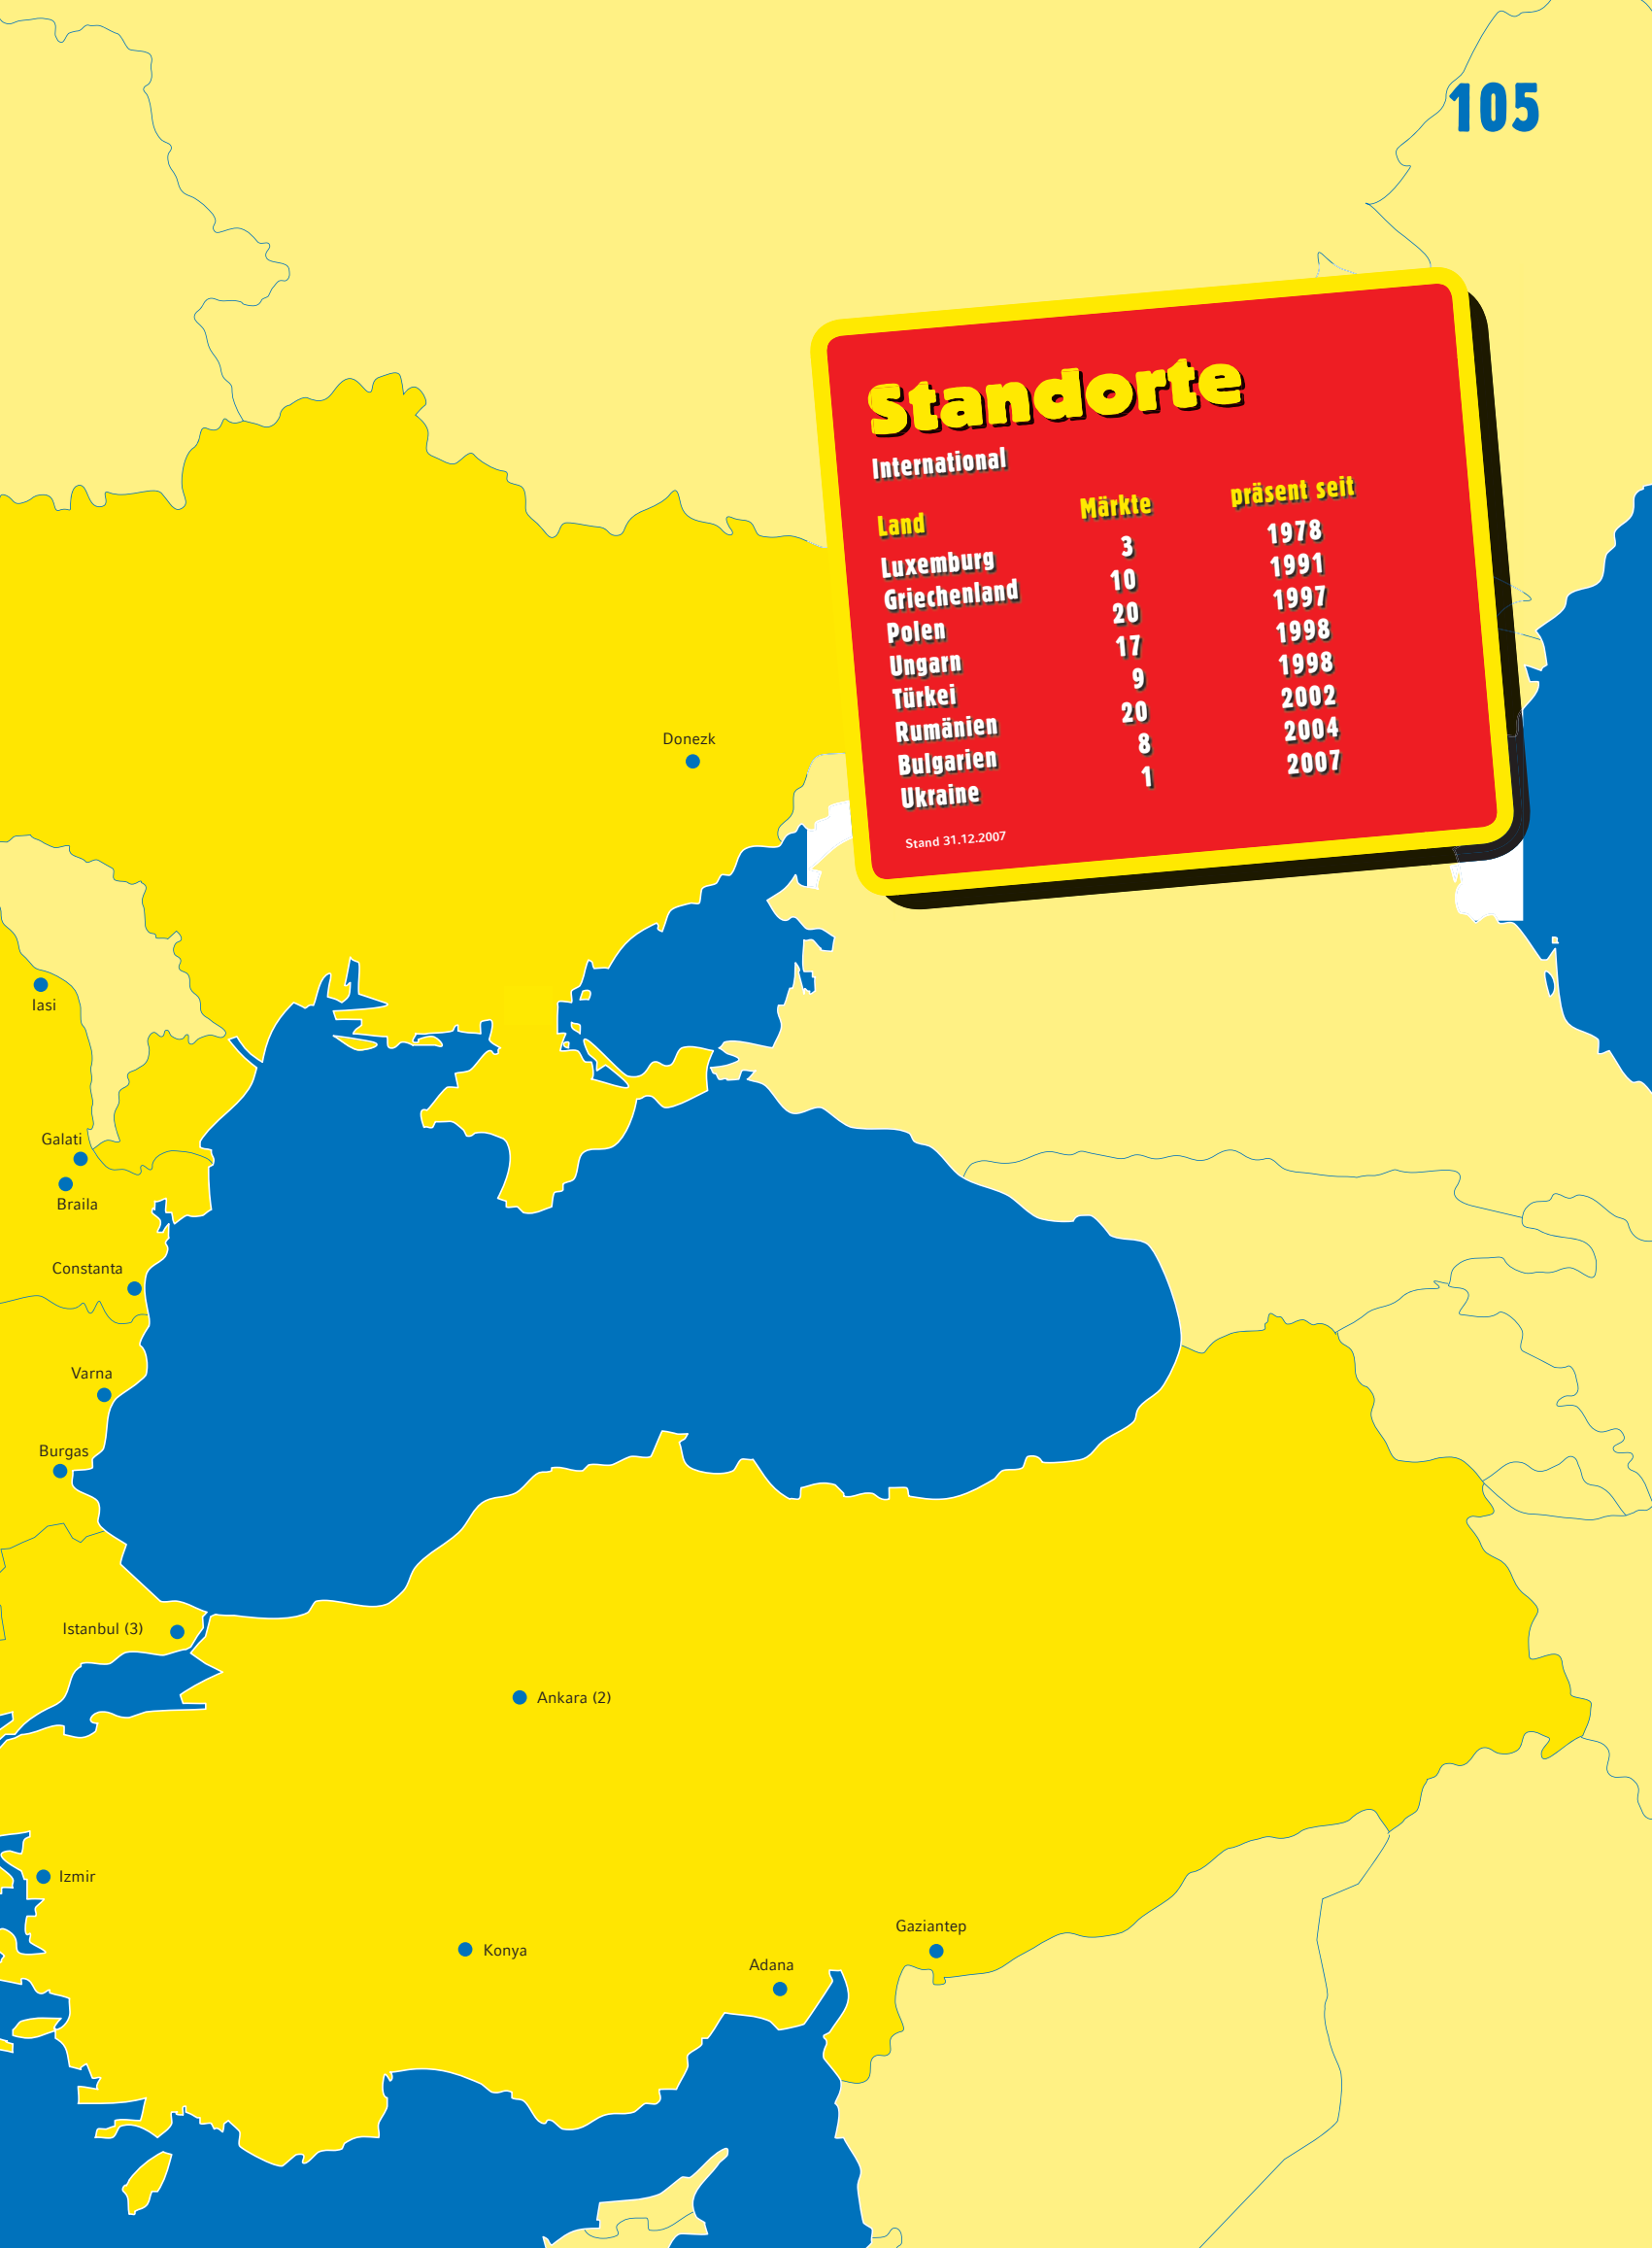 105
Standorte
International
Land Märkte präsent seit
Luxemburg 3 1978
Griechenland 10 1991
Polen 20 1997
Ungarn 17 1998
Türkei 9 1998
Rumänien 20 2002
Bulgarien 8 2004
Ukraine 1 2007
Stand 31.12.2007
Donezk
Iasi
Galati
Braila
Constanta
Varna
Burgas
Istanbul (3)
Ankara (2)
Izmir
Konya
Adana
Gaziantep